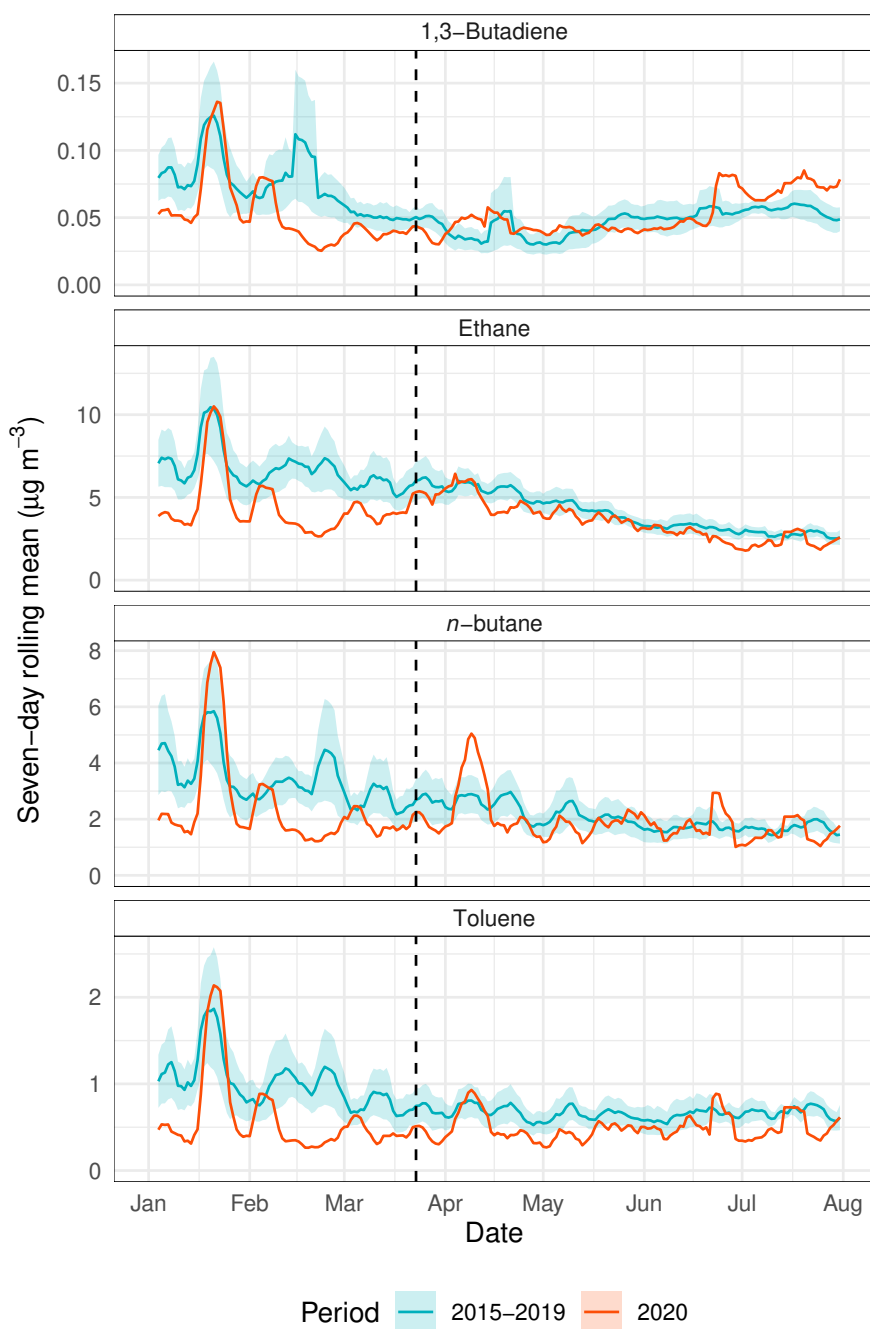 1,3−Butadiene
0.15
0.10
0.05
0.00
Ethane
10
5
0
n−butane
8
6
4
2
0
Toluene
2
1
0
Seven−day rolling mean (μg m⁻³)
Jan Feb Mar Apr May Jun Jul Aug
Date
Period 2015−2019 2020